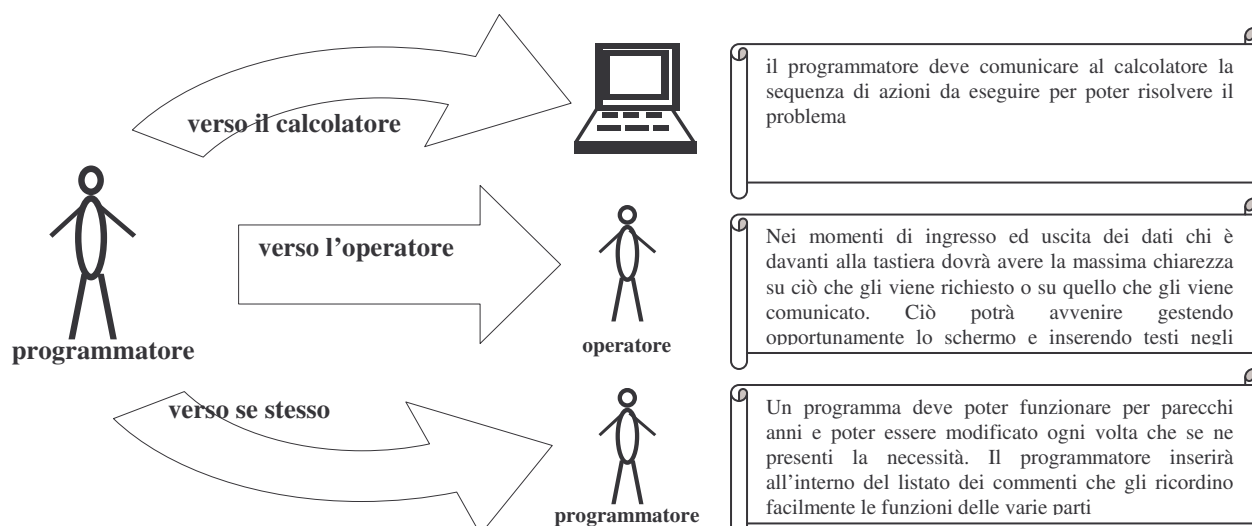 verso il calcolatore
il programmatore deve comunicare al calcolatore la
sequenza di azioni da eseguire per poter risolvere il
problema
programmatore
verso l'operatore
operatore
Nei momenti di ingresso ed uscita dei dati chi è
davanti alla tastiera dovrà avere la massima chiarezza
su ciò che gli viene richiesto o su quello che gli viene
comunicato. Ciò potrà avvenire gestendo
opportunamente lo schermo e inserendo testi negli
verso se stesso
programmatore
Un programma deve poter funzionare per parecchi
anni e poter essere modificato ogni volta che se ne
presenti la necessità. Il programmatore inserirà
all'interno del listato dei commenti che gli ricordino
facilmente le funzioni delle varie parti